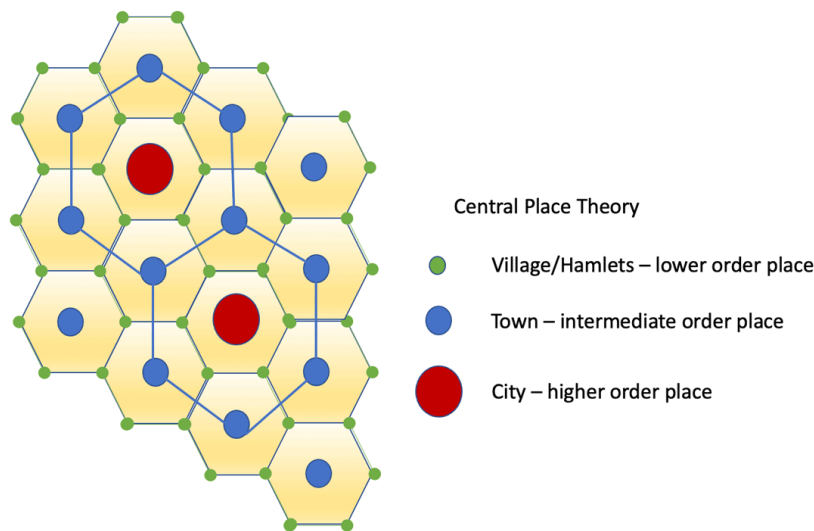 Central Place Theory
Village/Hamlets – lower order place
Town – intermediate order place
City – higher order place